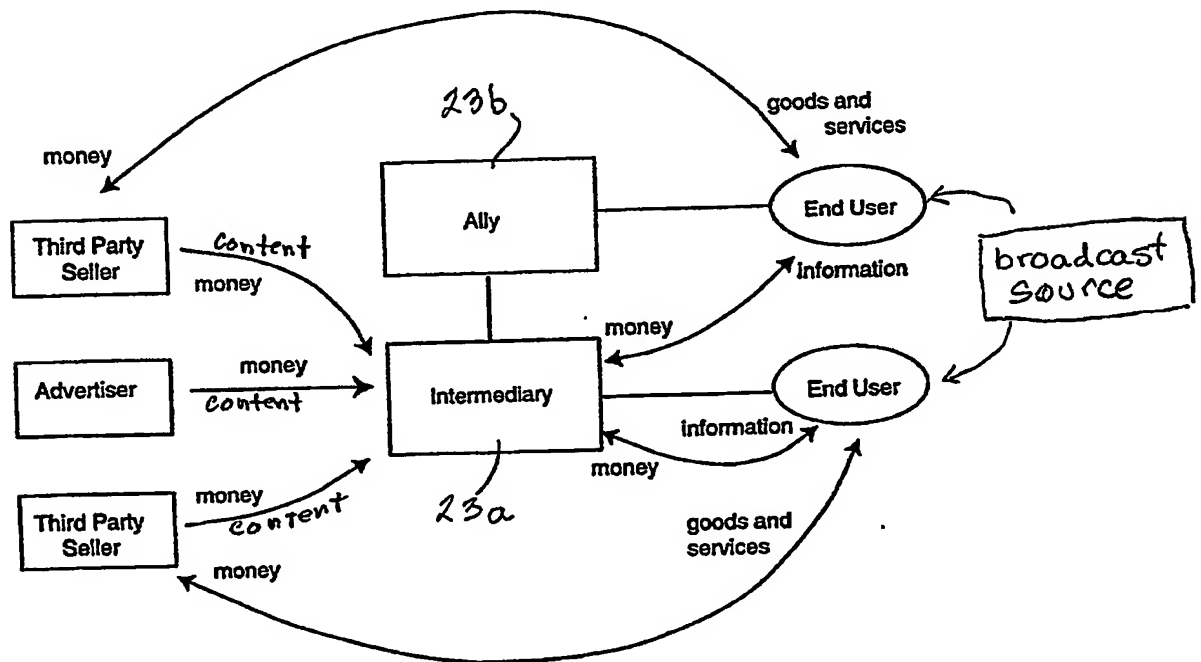 23b
goods and
services
money
Ally
End User
Third Party
Seller
content
money
information
broadcast
source
money
Advertiser
money
content
Intermediary
End User
information
money
Third Party
Seller
money
content
23a
goods and
services
money